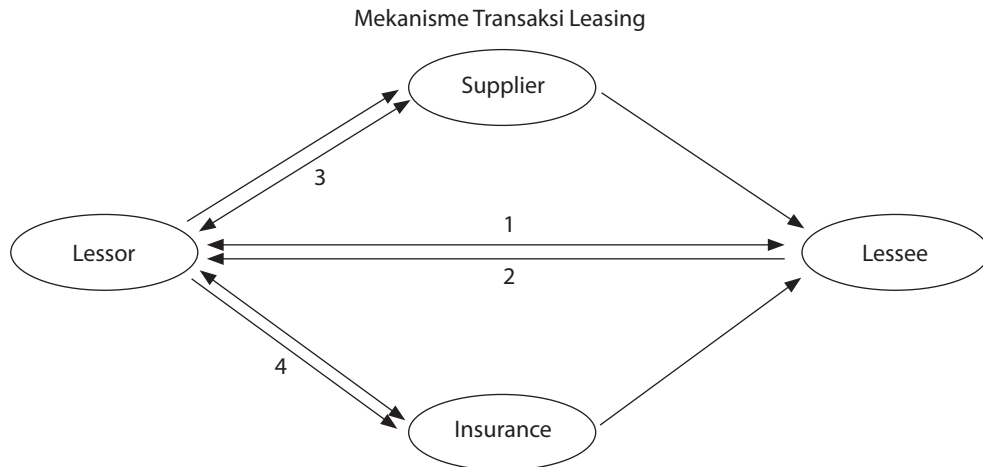 Mekanisme Transaksi Leasing
Supplier
3
1
Lessor
Lessee
2
4
Insurance